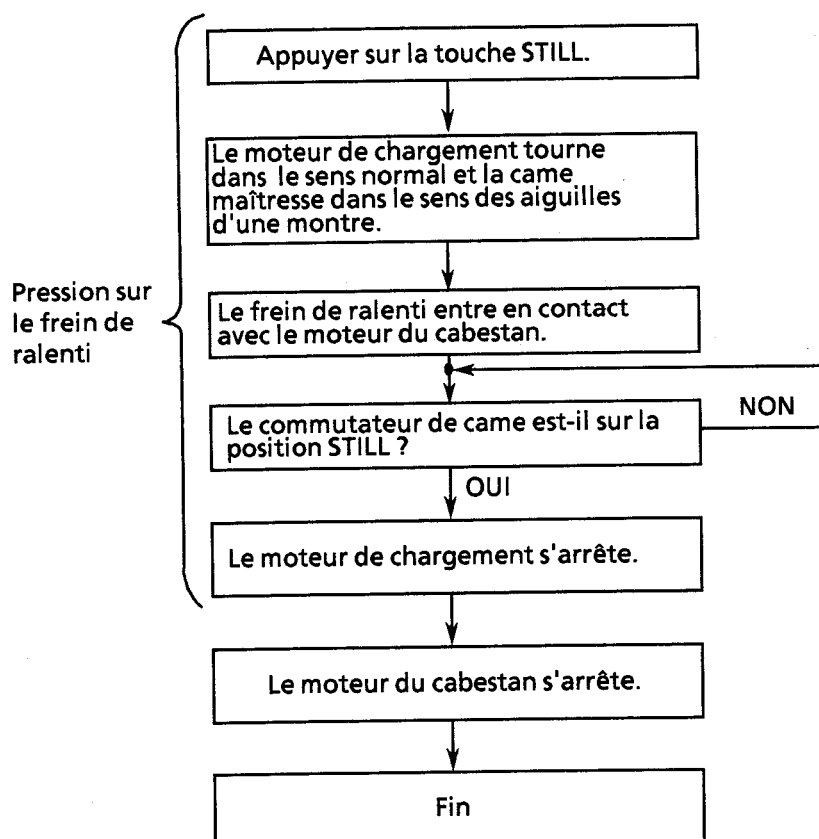 Appuyer sur la touche STILL.
Le moteur de chargement tourne
dans le sens normal et la came
maîtresse dans le sens des aiguilles
d'une montre.
Pression sur
le frein de
ralenti
Le frein de ralenti entre en contact
avec le moteur du cabestan.
Le commutateur de came est-il sur la
position STILL ?
NON
OUI
Le moteur de chargement s'arrête.
Le moteur du cabestan s'arrête.
Fin